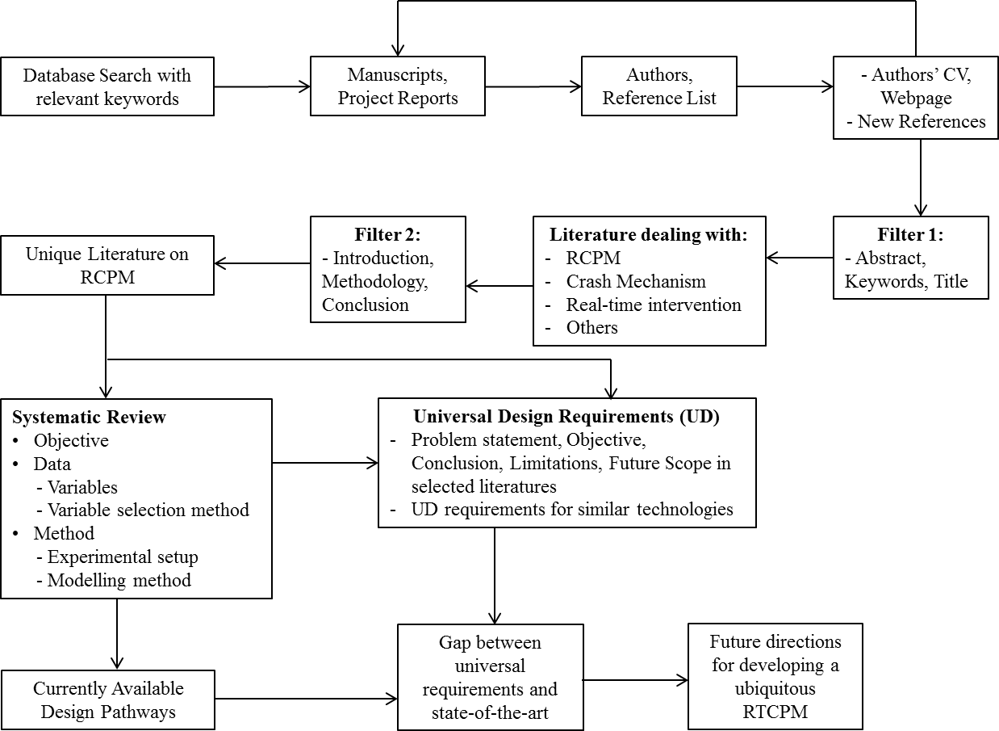 Database Search with
relevant keywords
Manuscripts,
Project Reports
Authors,
Reference List
- Authors' CV,
Webpage
- New References
Filter 1:
- Abstract,
Keywords, Title
Literature dealing with:
- RCPM
- Crash Mechanism
- Real-time intervention
- Others
Filter 2:
- Introduction,
Methodology,
Conclusion
Unique Literature on
RCPM
Systematic Review
• Objective
• Data
- Variables
- Variable selection method
• Method
- Experimental setup
- Modelling method
Universal Design Requirements (UD)
- Problem statement, Objective,
Conclusion, Limitations, Future Scope in
selected literatures
- UD requirements for similar technologies
Currently Available
Design Pathways
Gap between
universal
requirements and
state-of-the-art
Future directions
for developing a
ubiquitous
RTCPM